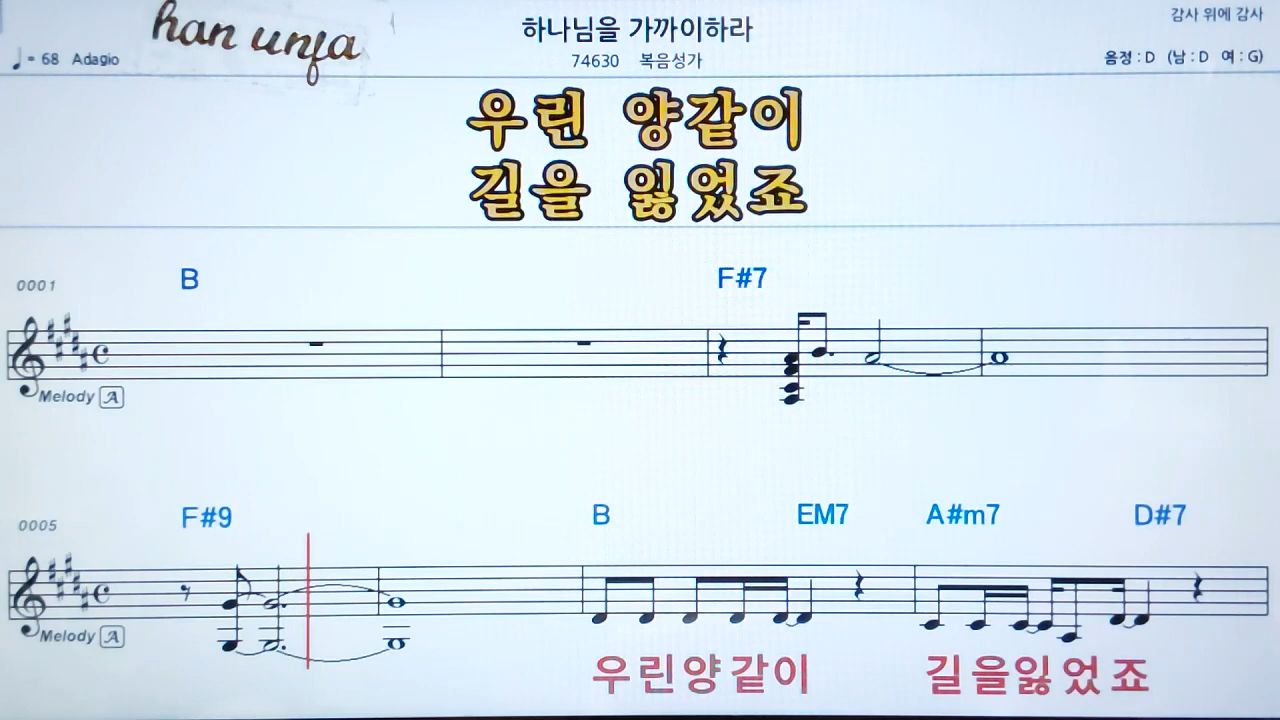 han unfa
하나님을 가까이하라
감사 위에 감사
♩= 68 Adagio
74630 복음성가
음정 : D (남 : D 여 : G)
우린 양같이
길을 잃었죠
0001
B F#7
Melody A
0005
F#9 B EM7 A#m7 D#7
Melody A
우린양같이 길을잃었죠